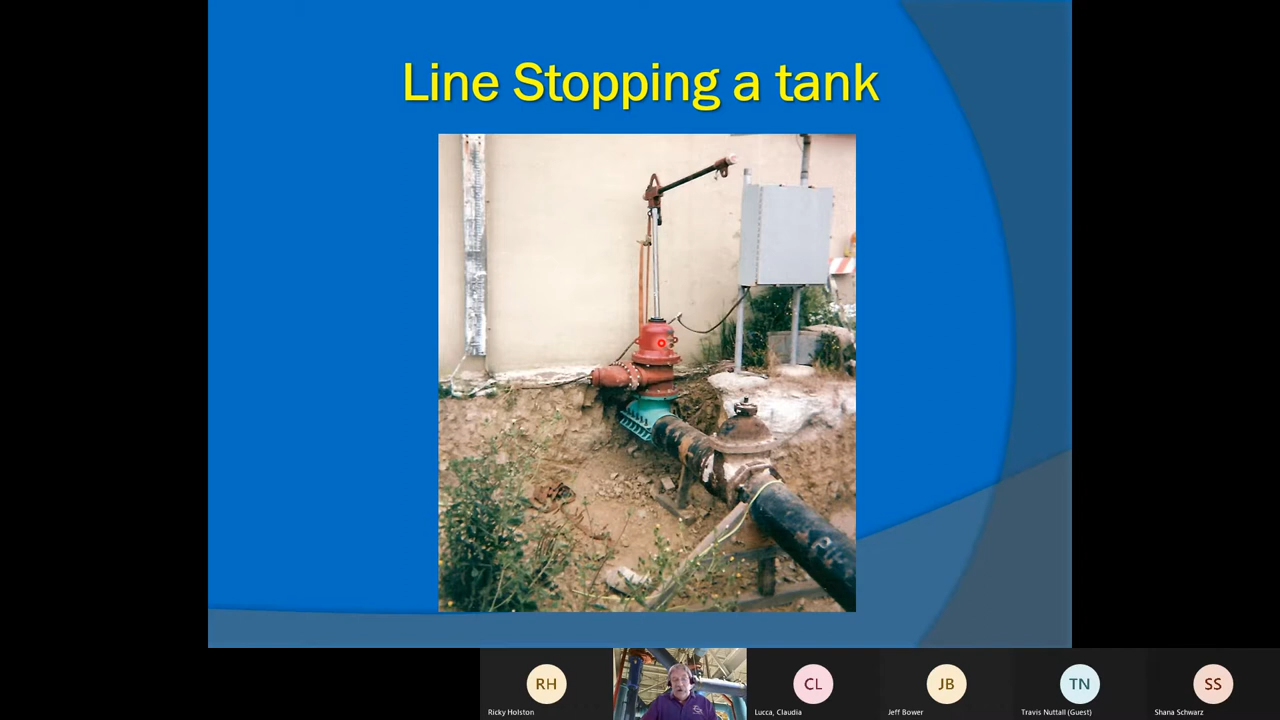 Line Stopping a tank
RH
CL
JB
TN
SS
Ricky Holston
Lucca, Claudia
Jeff Bower
Travis Nuttall (Guest)
Shana Schwarz